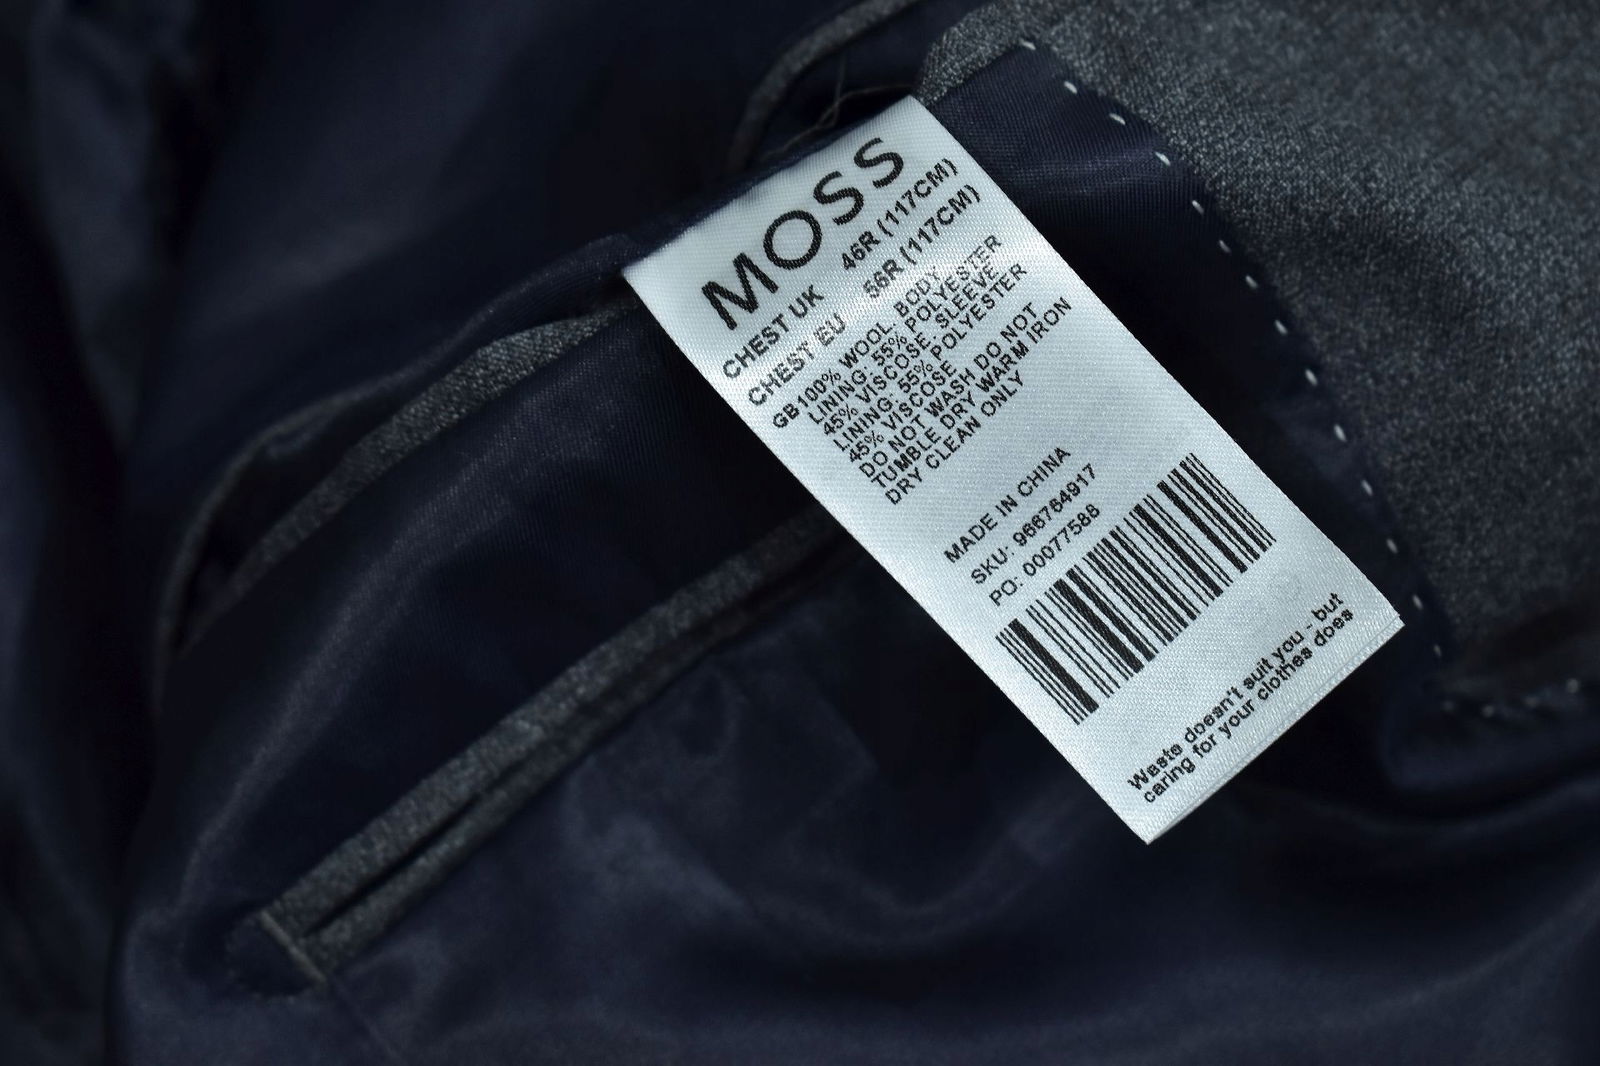 MOSS
CHEST UK 46R (117CM)
CHEST EU 56R (117CM)
GB100% WOOL. BODY
LINING: 55% POLYESTER
45% VISCOSE. SLEEVE
LINING: 55% POLYESTER
45% VISCOSE.
DO NOT WASH DO NOT
TUMBLE DRY WARM IRON
DRY CLEAN ONLY
MADE IN CHINA
SKU: 966764917
PO: 00077588
Waste doesn't suit you - but
caring for your clothes does